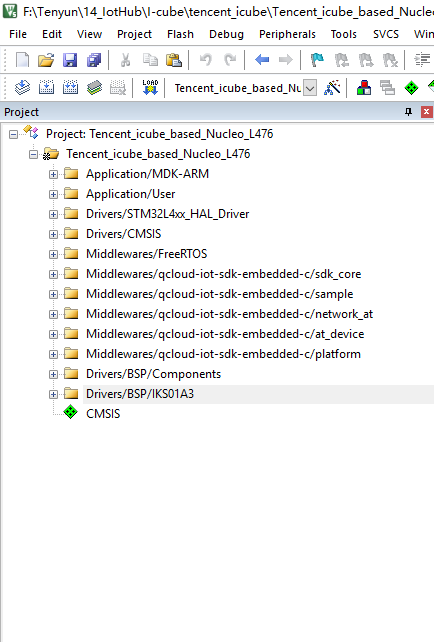 F:\Tenyun\14_IotHub\I-cube\tencent_icube\Tencent_icube_based_Nucleo
File Edit View Project Flash Debug Peripherals Tools SVCS Win
LOAD Tencent_icube_based_Nu
Project
Project: Tencent_icube_based_Nucleo_L476
Tencent_icube_based_Nucleo_L476
Application/MDK-ARM
Application/User
Drivers/STM32L4xx_HAL_Driver
Drivers/CMSIS
Middlewares/FreeRTOS
Middlewares/qcloud-iot-sdk-embedded-c/sdk_core
Middlewares/qcloud-iot-sdk-embedded-c/sample
Middlewares/qcloud-iot-sdk-embedded-c/network_at
Middlewares/qcloud-iot-sdk-embedded-c/at_device
Middlewares/qcloud-iot-sdk-embedded-c/platform
Drivers/BSP/Components
Drivers/BSP/IKS01A3
CMSIS